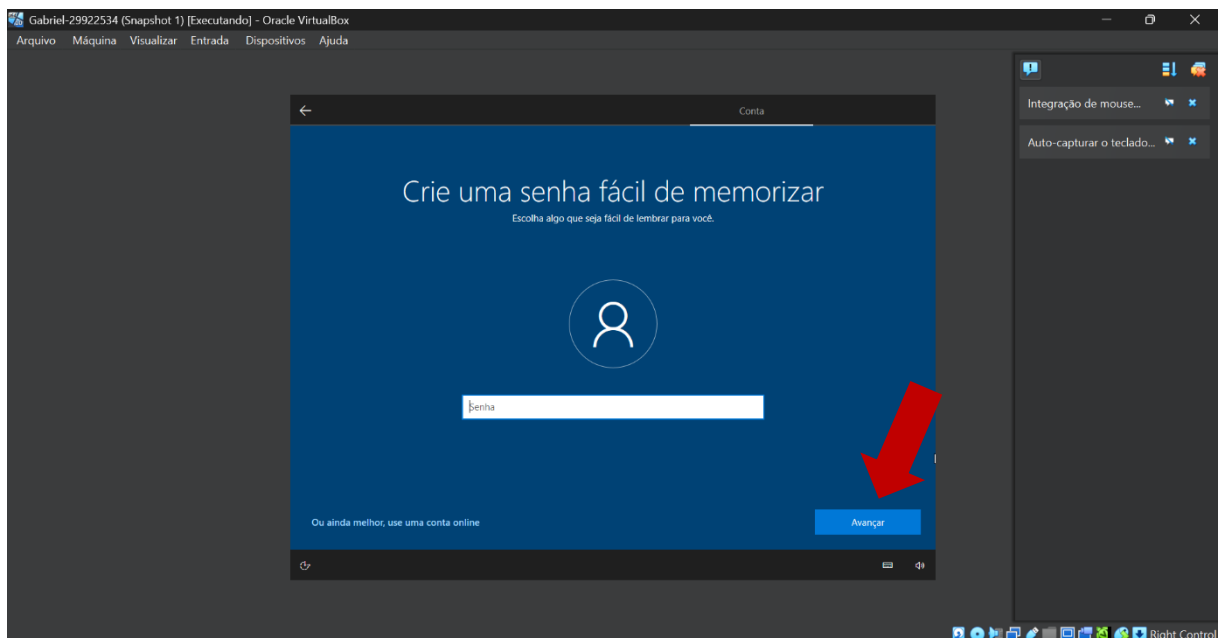 Gabriel-29922534 (Snapshot 1) [Executando] - Oracle VirtualBox
Arquivo Máquina Visualizar Entrada Dispositivos Ajuda
Integração de mouse...
Auto-capturar o teclado...
Conta
Crie uma senha fácil de memorizar
Escolha algo que seja fácil de lembrar para você.
Senha
Ou ainda melhor, use uma conta online
Avançar
Right Control